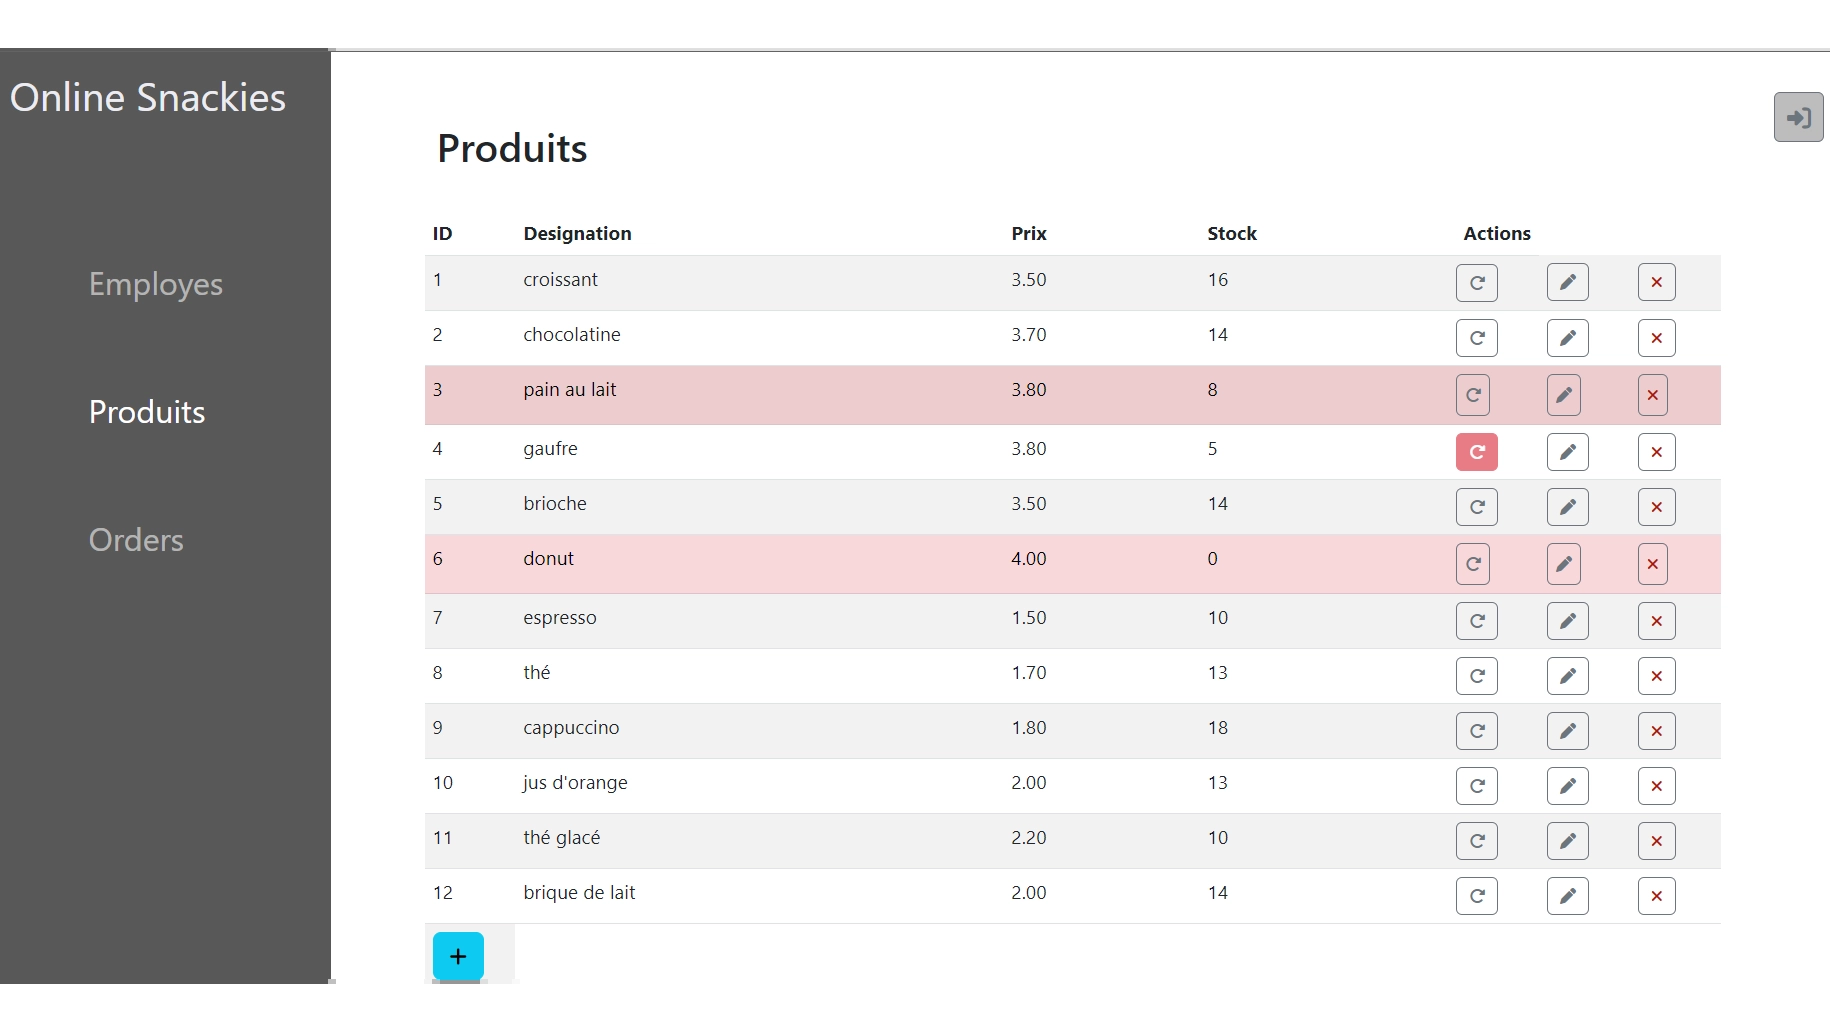 Online Snackies
Employes
Produits
Orders
Produits
ID Designation Prix Stock Actions
1 croissant 3.50 16
2 chocolatine 3.70 14
3 pain au lait 3.80 8
4 gaufre 3.80 5
5 brioche 3.50 14
6 donut 4.00 0
7 espresso 1.50 10
8 thé 1.70 13
9 cappuccino 1.80 18
10 jus d'orange 2.00 13
11 thé glacé 2.20 10
12 brique de lait 2.00 14
+